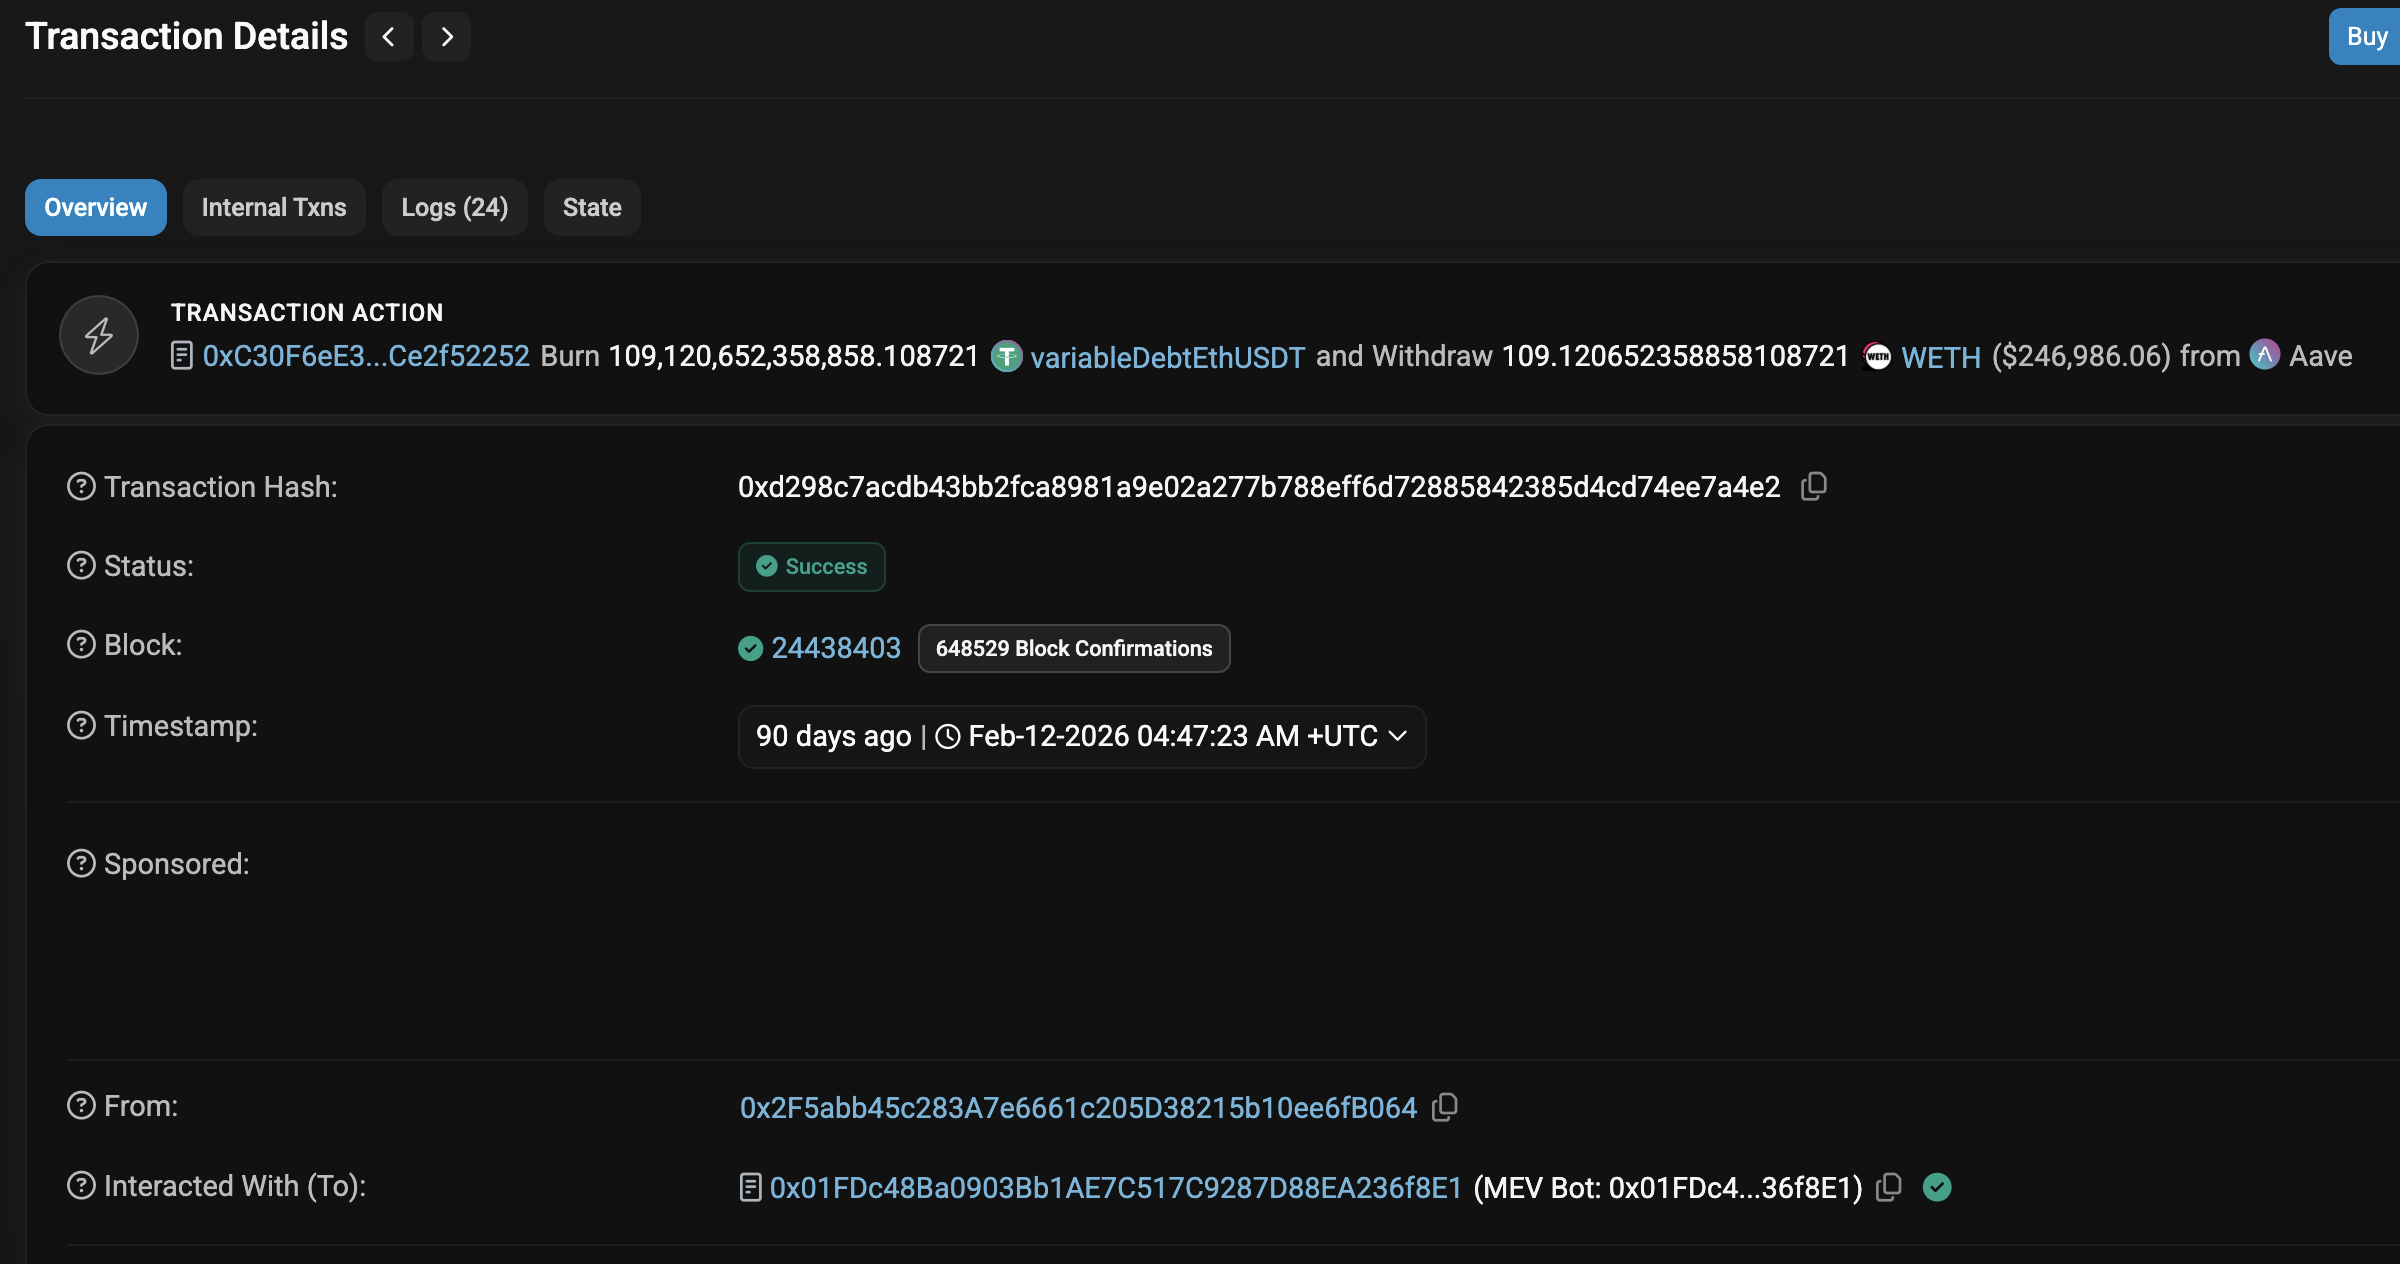 Transaction Details
Buy
Overview Internal Txns Logs (24) State
TRANSACTION ACTION
0xC30F6eE3...Ce2f52252 Burn 109,120,652,358,858.108721 variableDebtEthUSDT and Withdraw 109.120652358858108721 WETH WETH ($246,986.06) from Aave
Transaction Hash: 0xd298c7acdb43bb2fca8981a9e02a277b788eff6d72885842385d4cd74ee7a4e2
Status: Success
Block: 24438403 648529 Block Confirmations
Timestamp: 90 days ago | Feb-12-2026 04:47:23 AM +UTC
Sponsored:
From: 0x2F5abb45c283A7e6661c205D38215b10ee6fB064
Interacted With (To): 0x01FDc48Ba0903Bb1AE7C517C9287D88EA236f8E1 (MEV Bot: 0x01FDc4...36f8E1)